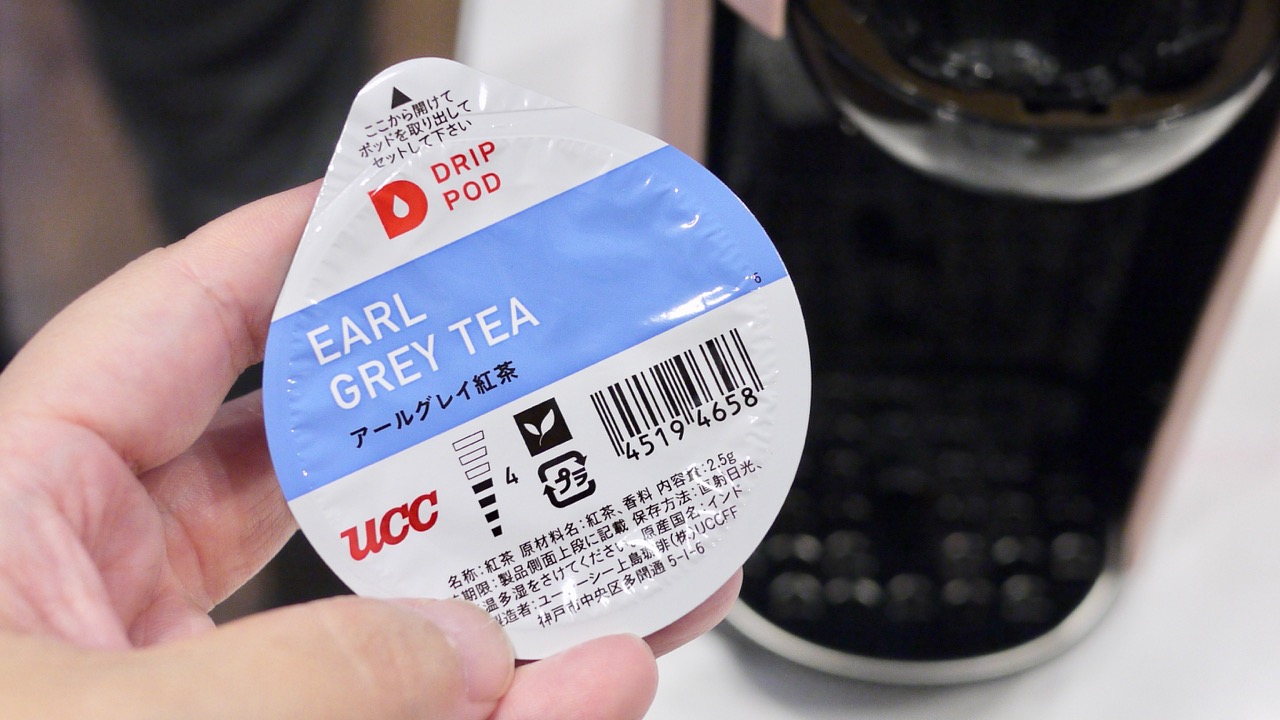 ここから開けて
ポッドを取り出して
セットして下さい
DRIP
POD
6
EARL
GREY TEA
アールグレイ紅茶
4519 4658
4
プラ
UCC
名称:紅茶 原材料名:紅茶、香料 内容量:2.5g
期限:製品側面上段に記載 保存方法:直射日光、
温多湿をさけてください。原産国名:インド
製造者:ユーシーシー上島珈琲(株)UCCFF
神戸市中央区多聞通 5-1-6